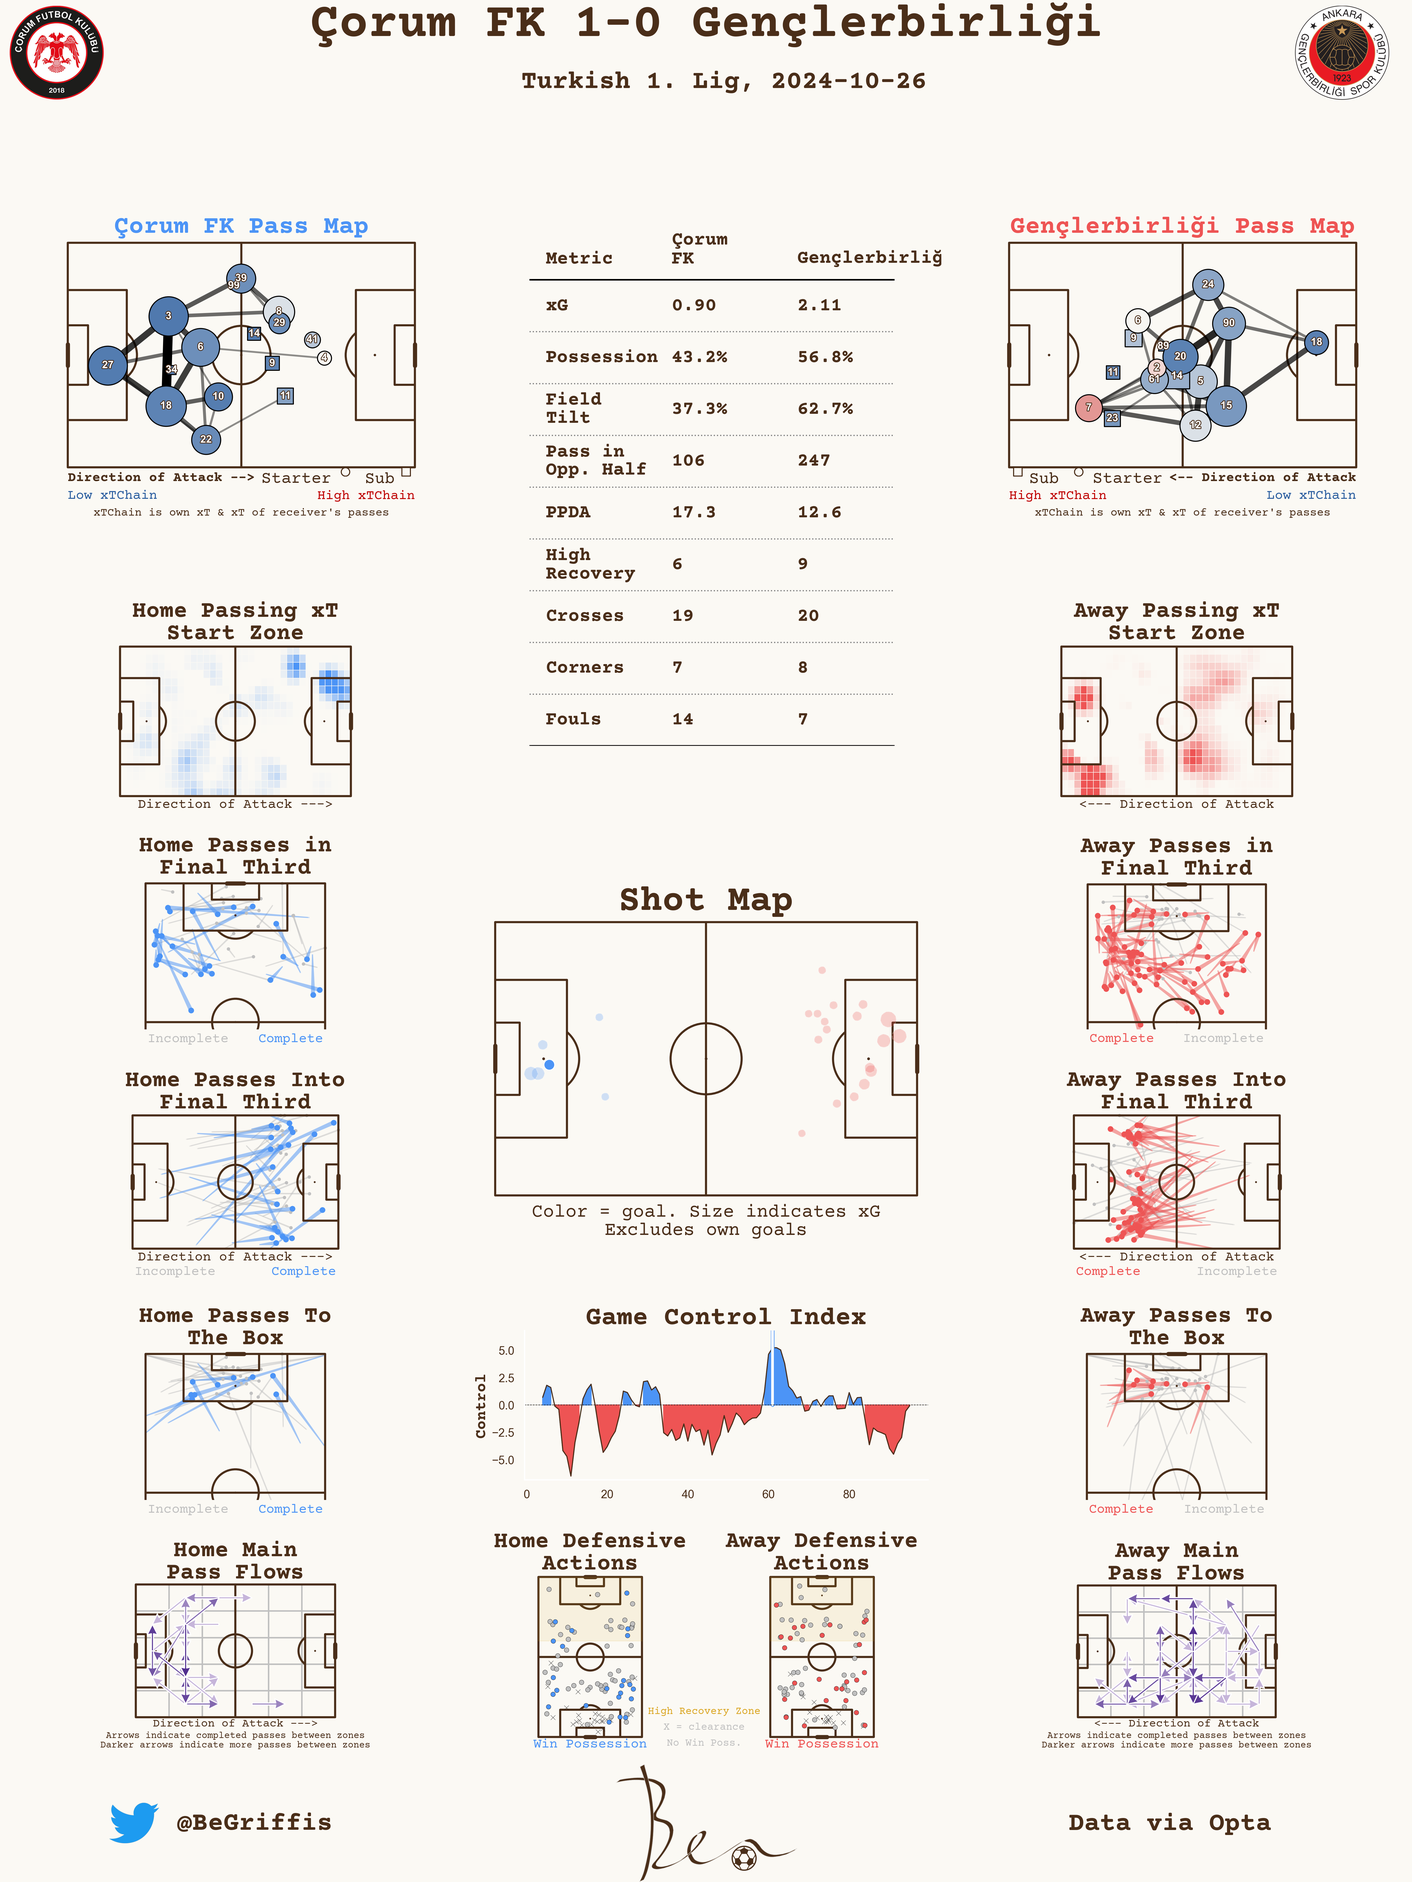 Çorum FK 1-0 Gençlerbirliği
Turkish 1. Lig, 2024-10-26
ÇORUM FUTBOL KULÜBÜ
2018
ANKARA
GENÇLERBİRLİĞİ SPOR KULÜBÜ
1923
Çorum FK Pass Map
39
99
8
29
3
14
41
6
4
27
34
9
18
10
11
22
Direction of Attack --> Starter Sub
Low xTChain High xTChain
xTChain is own xT & xT of receiver's passes
Metric Çorum FK Gençlerbirliğ
xG 0.90 2.11
Possession 43.2% 56.8%
Field Tilt 37.3% 62.7%
Pass in Opp. Half 106 247
PPDA 17.3 12.6
High Recovery 6 9
Crosses 19 20
Corners 7 8
Fouls 14 7
Gençlerbirliği Pass Map
24
6
90
9
89
18
20
2
11
61
14
5
7
15
23
12
Sub Starter <-- Direction of Attack
High xTChain Low xTChain
xTChain is own xT & xT of receiver's passes
Home Passing xT
Start Zone
Direction of Attack --->
Away Passing xT
Start Zone
<--- Direction of Attack
Home Passes in
Final Third
Incomplete Complete
Away Passes in
Final Third
Complete Incomplete
Shot Map
Color = goal. Size indicates xG
Excludes own goals
Home Passes Into
Final Third
Direction of Attack --->
Incomplete Complete
Away Passes Into
Final Third
<--- Direction of Attack
Complete Incomplete
Home Passes To
The Box
Incomplete Complete
Game Control Index
Control
5.0
2.5
0.0
−2.5
−5.0
0 20 40 60 80
Away Passes To
The Box
Complete Incomplete
Home Main
Pass Flows
Direction of Attack --->
Arrows indicate completed passes between zones
Darker arrows indicate more passes between zones
Home Defensive
Actions
Win Possession
Away Defensive
Actions
Win Possession
High Recovery Zone
X = clearance
No Win Poss.
Away Main
Pass Flows
<--- Direction of Attack
Arrows indicate completed passes between zones
Darker arrows indicate more passes between zones
@BeGriffis
Ben
Data via Opta